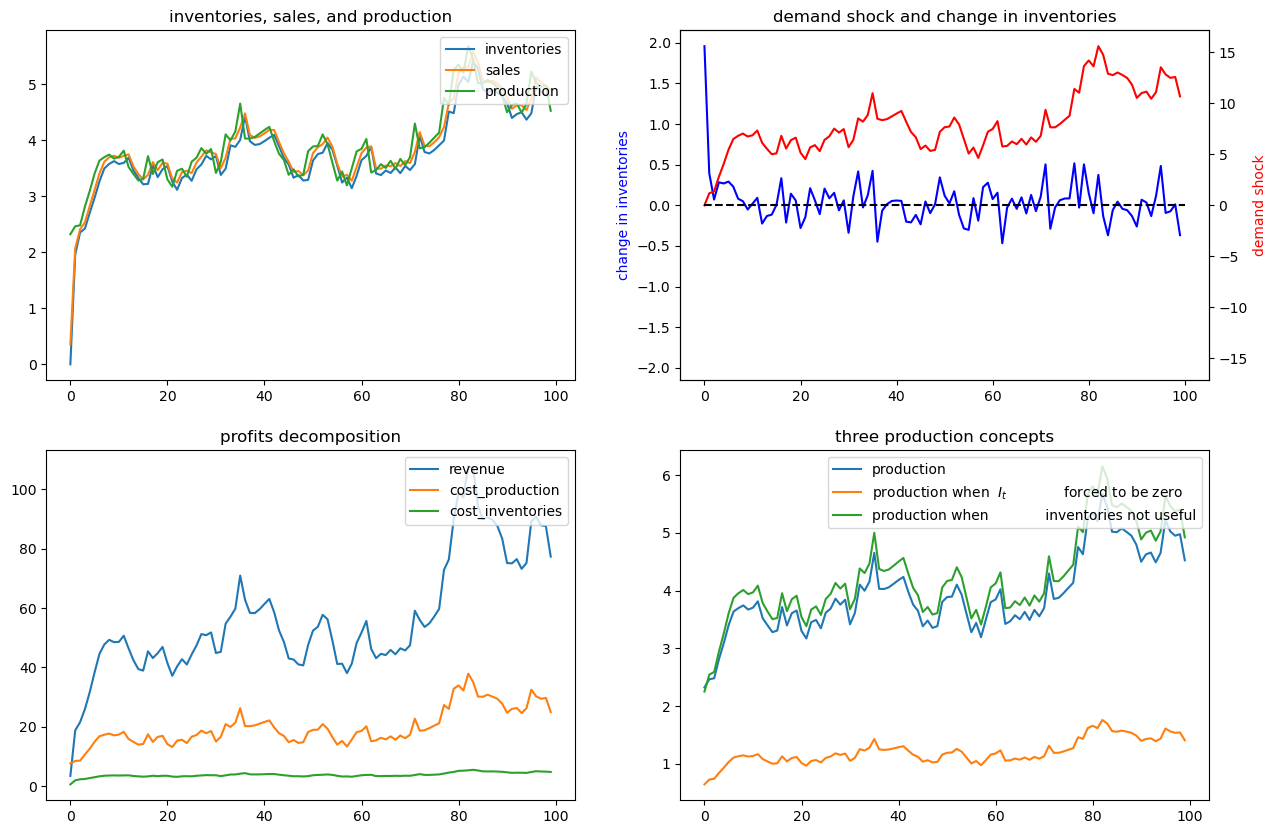 inventories, sales, and production
inventories
sales
production
5
4
3
2
1
0
0 20 40 60 80 100
demand shock and change in inventories
change in inventories
2.0
1.5
1.0
0.5
0.0
−0.5
−1.0
−1.5
−2.0
15
10
5
0
−5
−10
−15
demand shock
0 20 40 60 80 100
profits decomposition
revenue
cost_production
cost_inventories
100
80
60
40
20
0
0 20 40 60 80 100
three production concepts
production
production when I_t forced to be zero
production when inventories not useful
6
5
4
3
2
1
0 20 40 60 80 100